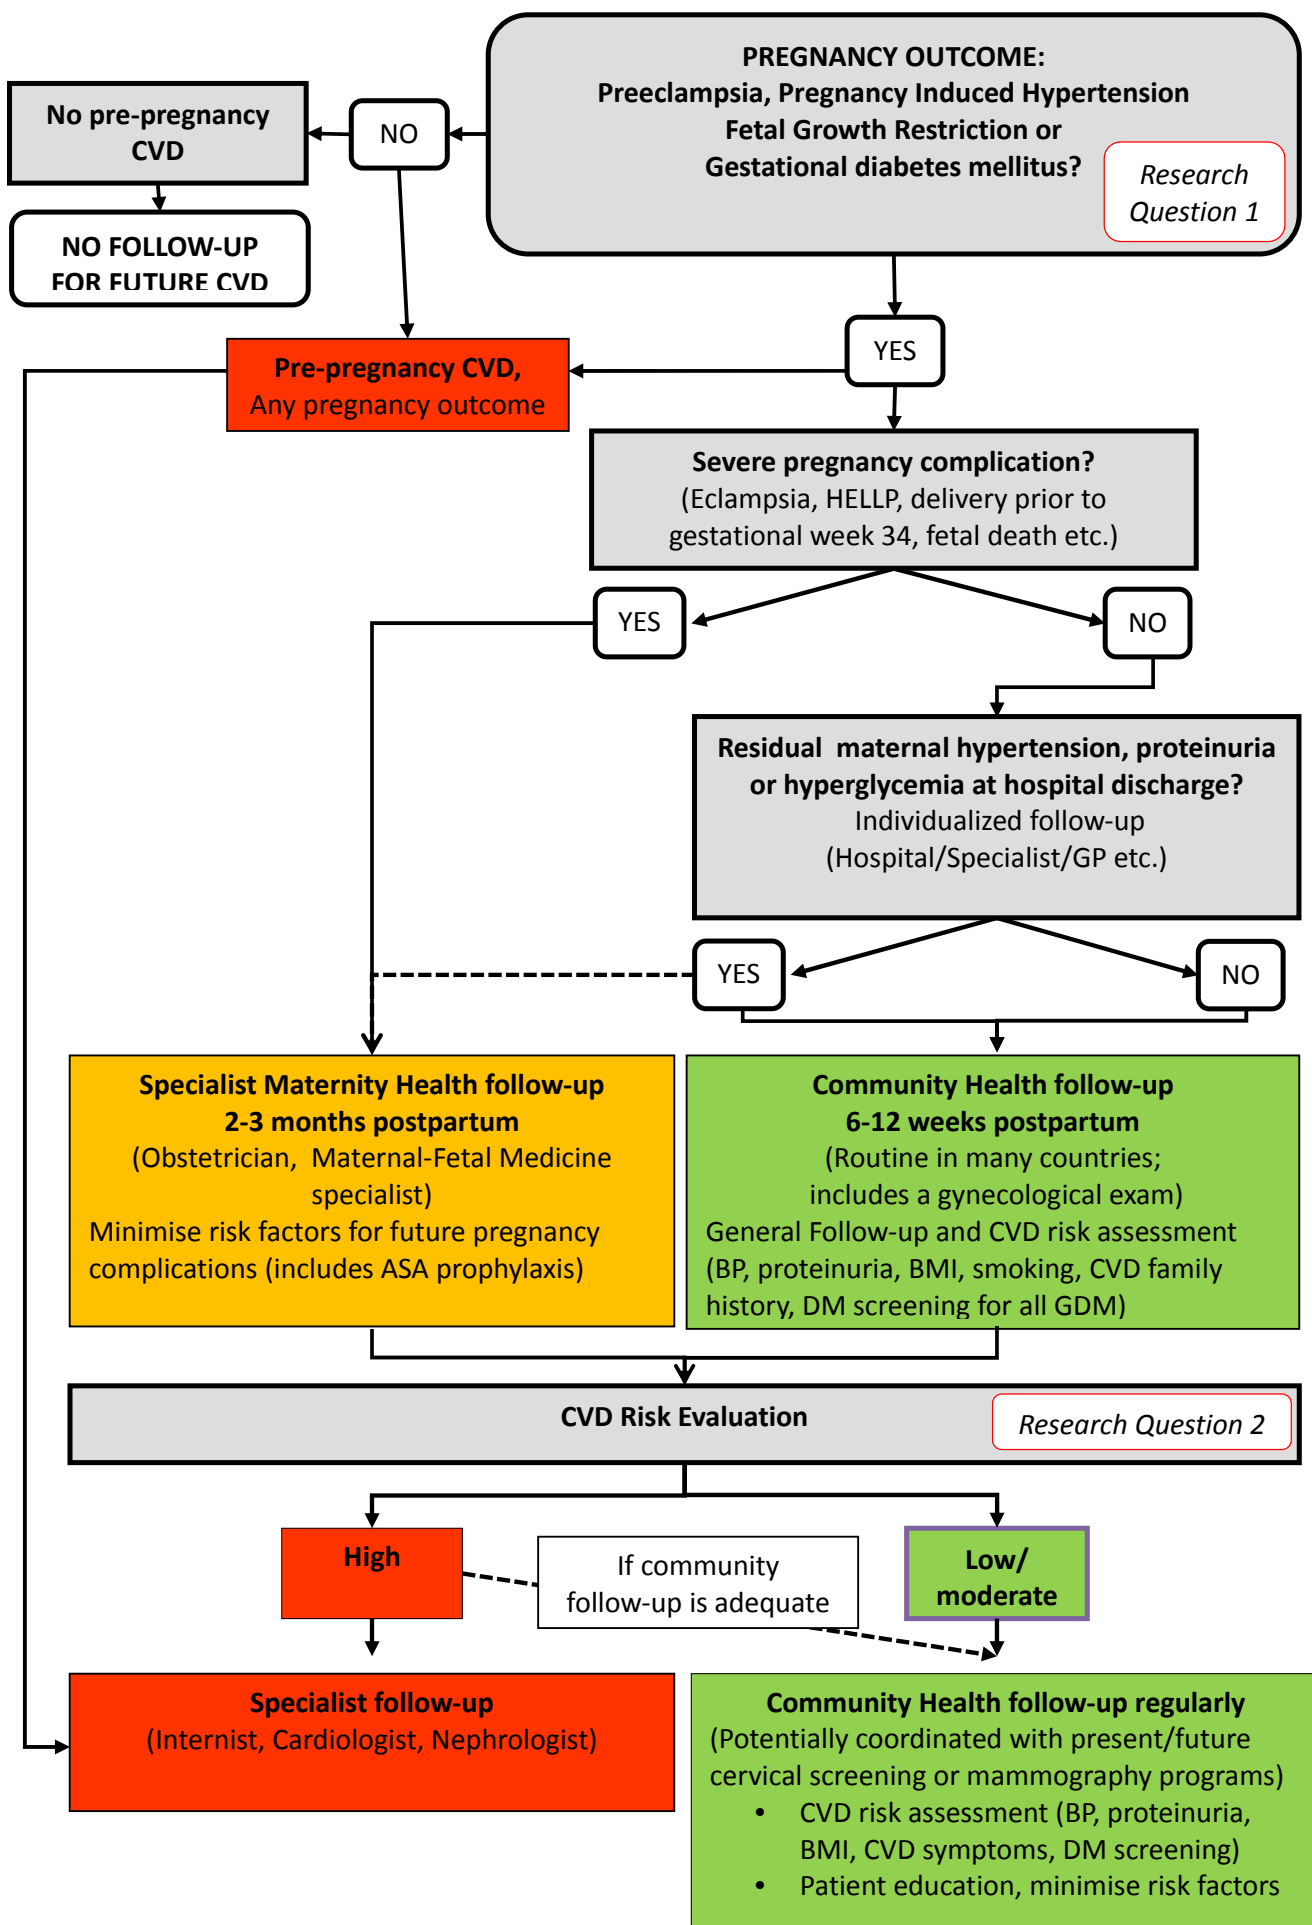 PREGNANCY OUTCOME:
Preeclampsia, Pregnancy Induced Hypertension
Fetal Growth Restriction or
Gestational diabetes mellitus?
Research
Question 1
NO
No pre-pregnancy
CVD
NO FOLLOW-UP
FOR FUTURE CVD
YES
Pre-pregnancy CVD,
Any pregnancy outcome
Severe pregnancy complication?
(Eclampsia, HELLP, delivery prior to
gestational week 34, fetal death etc.)
YES
NO
Residual maternal hypertension, proteinuria
or hyperglycemia at hospital discharge?
Individualized follow-up
(Hospital/Specialist/GP etc.)
YES
NO
Specialist Maternity Health follow-up
2-3 months postpartum
(Obstetrician, Maternal-Fetal Medicine
specialist)
Minimise risk factors for future pregnancy
complications (includes ASA prophylaxis)
Community Health follow-up
6-12 weeks postpartum
(Routine in many countries;
includes a gynecological exam)
General Follow-up and CVD risk assessment
(BP, proteinuria, BMI, smoking, CVD family
history, DM screening for all GDM)
CVD Risk Evaluation
Research Question 2
High
If community
follow-up is adequate
Low/
moderate
Specialist follow-up
(Internist, Cardiologist, Nephrologist)
Community Health follow-up regularly
(Potentially coordinated with present/future
cervical screening or mammography programs)
• CVD risk assessment (BP, proteinuria,
BMI, CVD symptoms, DM screening)
• Patient education, minimise risk factors